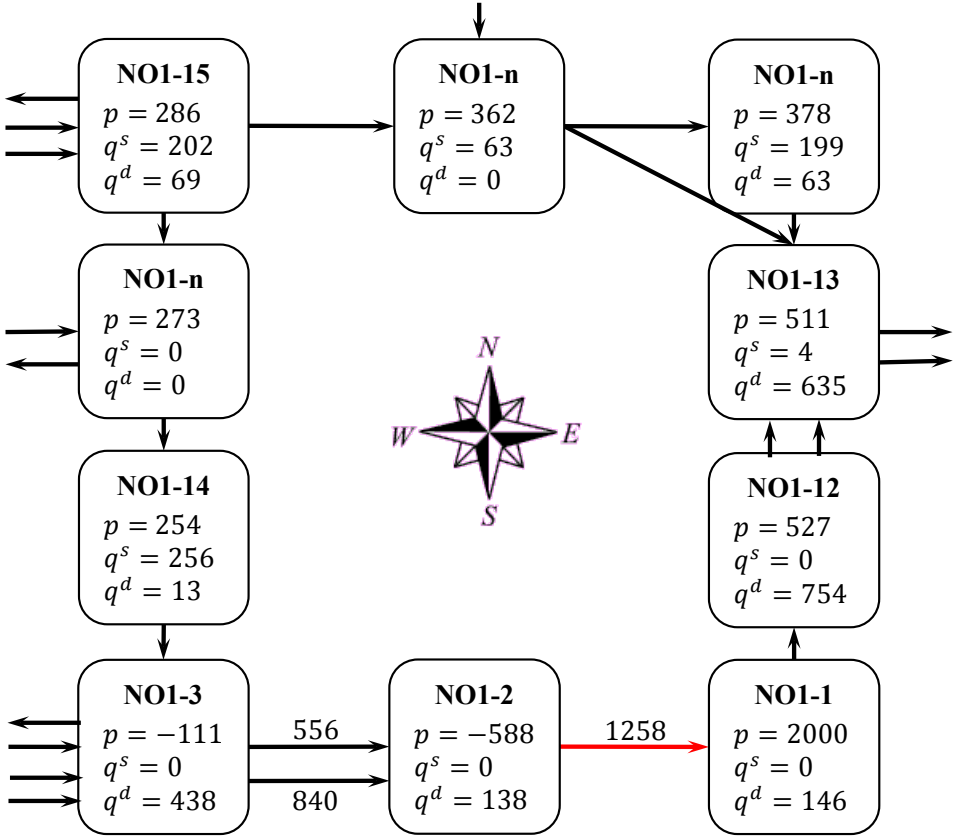 NO1-15
p = 286
q^s = 202
q^d = 69
NO1-n
p = 362
q^s = 63
q^d = 0
NO1-n
p = 378
q^s = 199
q^d = 63
NO1-n
p = 273
q^s = 0
q^d = 0
NO1-13
p = 511
q^s = 4
q^d = 635
N
W
E
S
NO1-14
p = 254
q^s = 256
q^d = 13
NO1-12
p = 527
q^s = 0
q^d = 754
NO1-3
p = −111
q^s = 0
q^d = 438
556
840
NO1-2
p = −588
q^s = 0
q^d = 138
1258
NO1-1
p = 2000
q^s = 0
q^d = 146